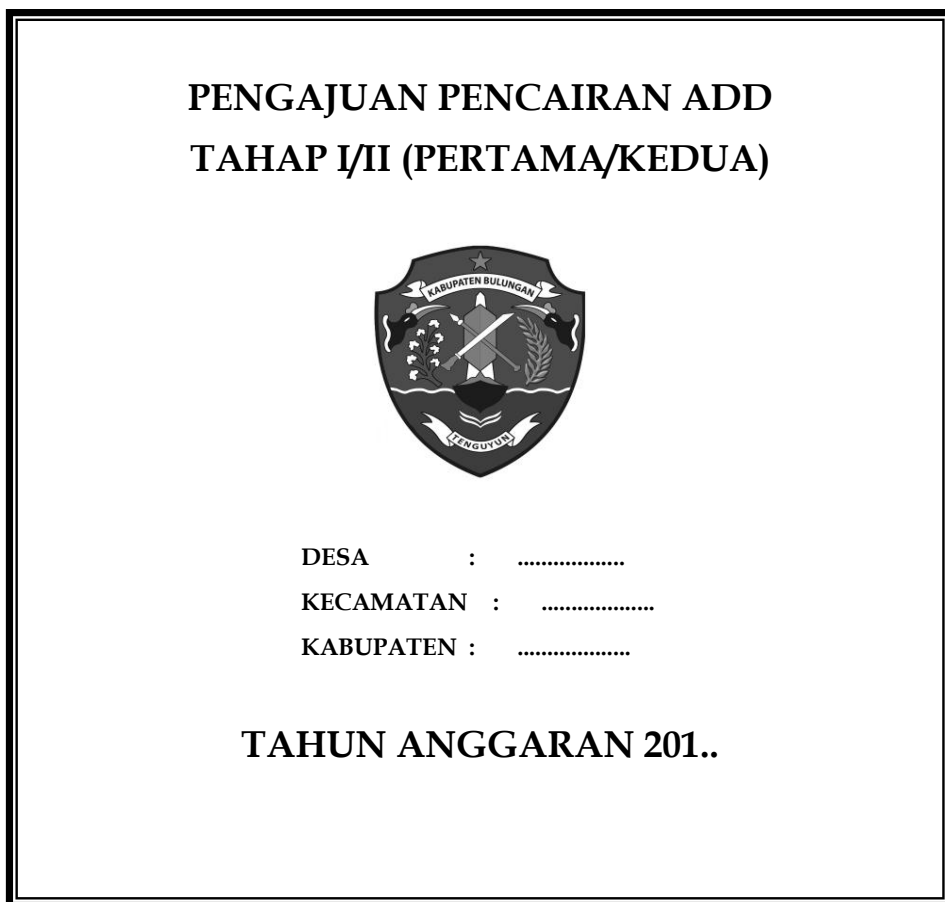 PENGAJUAN PENCAIRAN ADD
TAHAP I/II (PERTAMA/KEDUA)
KABUPATEN BULUNGAN
TENGUYUN
DESA : ..................
KECAMATAN : ...................
KABUPATEN : ...................
TAHUN ANGGARAN 201..